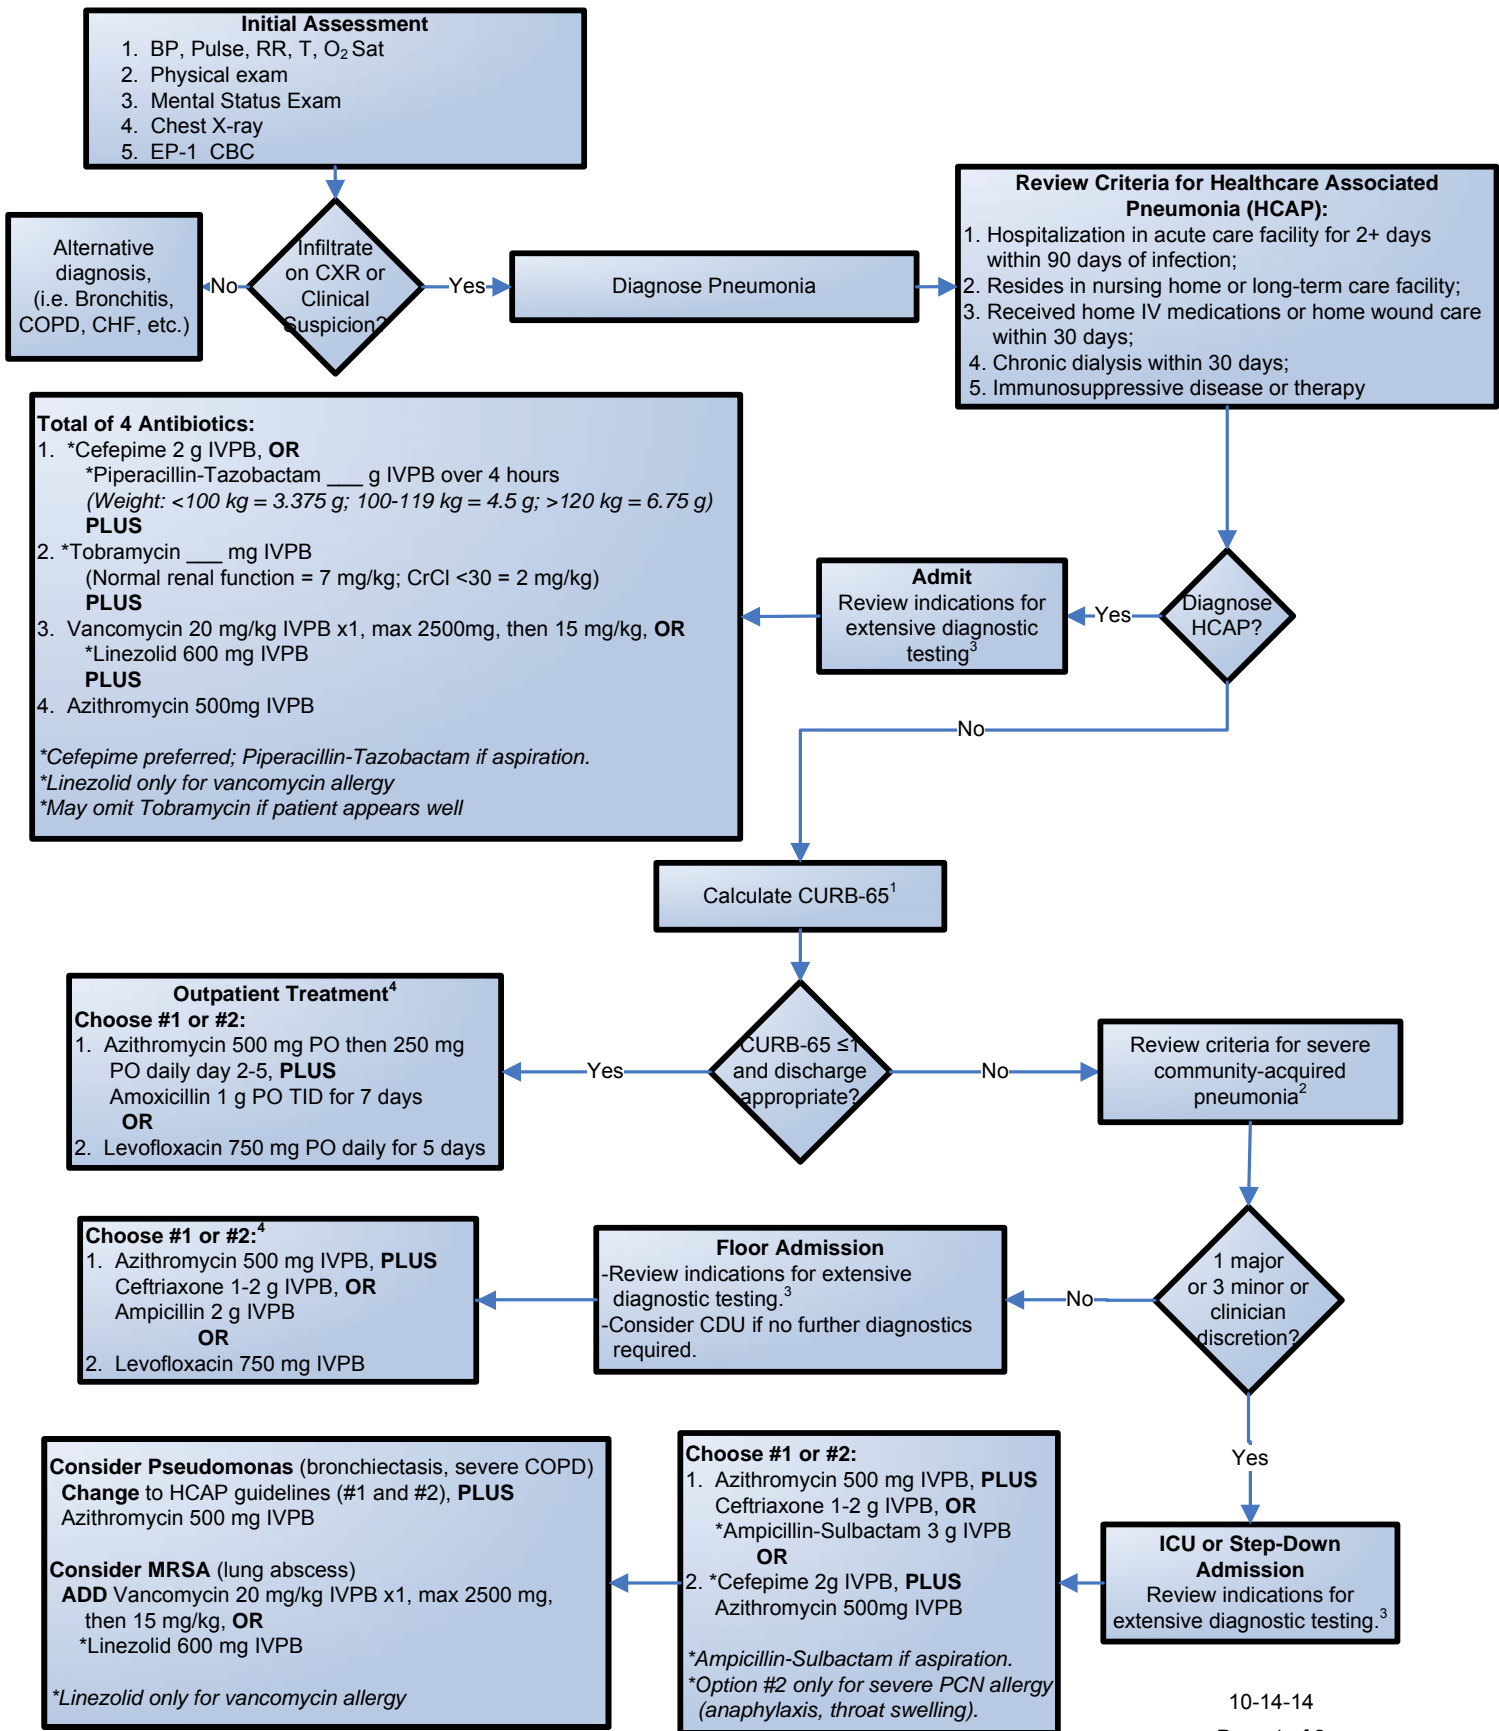 Initial Assessment
1. BP, Pulse, RR, T, O₂ Sat
2. Physical exam
3. Mental Status Exam
4. Chest X-ray
5. EP-1 CBC
Infiltrate
on CXR or
Clinical
Suspicion?
No
Alternative
diagnosis,
(i.e. Bronchitis,
COPD, CHF, etc.)
Yes
Diagnose Pneumonia
Review Criteria for Healthcare Associated
Pneumonia (HCAP):
1. Hospitalization in acute care facility for 2+ days
within 90 days of infection;
2. Resides in nursing home or long-term care facility;
3. Received home IV medications or home wound care
within 30 days;
4. Chronic dialysis within 30 days;
5. Immunosuppressive disease or therapy
Diagnose
HCAP?
Yes
Admit
Review indications for
extensive diagnostic
testing³
Total of 4 Antibiotics:
1. *Cefepime 2 g IVPB, OR
*Piperacillin-Tazobactam ___ g IVPB over 4 hours
(Weight: <100 kg = 3.375 g; 100-119 kg = 4.5 g; >120 kg = 6.75 g)
PLUS
2. *Tobramycin ___ mg IVPB
(Normal renal function = 7 mg/kg; CrCl <30 = 2 mg/kg)
PLUS
3. Vancomycin 20 mg/kg IVPB x1, max 2500mg, then 15 mg/kg, OR
*Linezolid 600 mg IVPB
PLUS
4. Azithromycin 500mg IVPB
*Cefepime preferred; Piperacillin-Tazobactam if aspiration.
*Linezolid only for vancomycin allergy
*May omit Tobramycin if patient appears well
No
Calculate CURB-65¹
CURB-65 ≤1
and discharge
appropriate?
Yes
Outpatient Treatment⁴
Choose #1 or #2:
1. Azithromycin 500 mg PO then 250 mg
PO daily day 2-5, PLUS
Amoxicillin 1 g PO TID for 7 days
OR
2. Levofloxacin 750 mg PO daily for 5 days
No
Review criteria for severe
community-acquired
pneumonia²
1 major
or 3 minor or
clinician
discretion?
No
Floor Admission
-Review indications for extensive
diagnostic testing.³
-Consider CDU if no further diagnostics
required.
Choose #1 or #2:⁴
1. Azithromycin 500 mg IVPB, PLUS
Ceftriaxone 1-2 g IVPB, OR
Ampicillin 2 g IVPB
OR
2. Levofloxacin 750 mg IVPB
Yes
ICU or Step-Down
Admission
Review indications for
extensive diagnostic testing.³
Choose #1 or #2:
1. Azithromycin 500 mg IVPB, PLUS
Ceftriaxone 1-2 g IVPB, OR
*Ampicillin-Sulbactam 3 g IVPB
OR
2. *Cefepime 2g IVPB, PLUS
Azithromycin 500mg IVPB
*Ampicillin-Sulbactam if aspiration.
*Option #2 only for severe PCN allergy
(anaphylaxis, throat swelling).
Consider Pseudomonas (bronchiectasis, severe COPD)
Change to HCAP guidelines (#1 and #2), PLUS
Azithromycin 500 mg IVPB
Consider MRSA (lung abscess)
ADD Vancomycin 20 mg/kg IVPB x1, max 2500 mg,
then 15 mg/kg, OR
*Linezolid 600 mg IVPB
*Linezolid only for vancomycin allergy
10-14-14